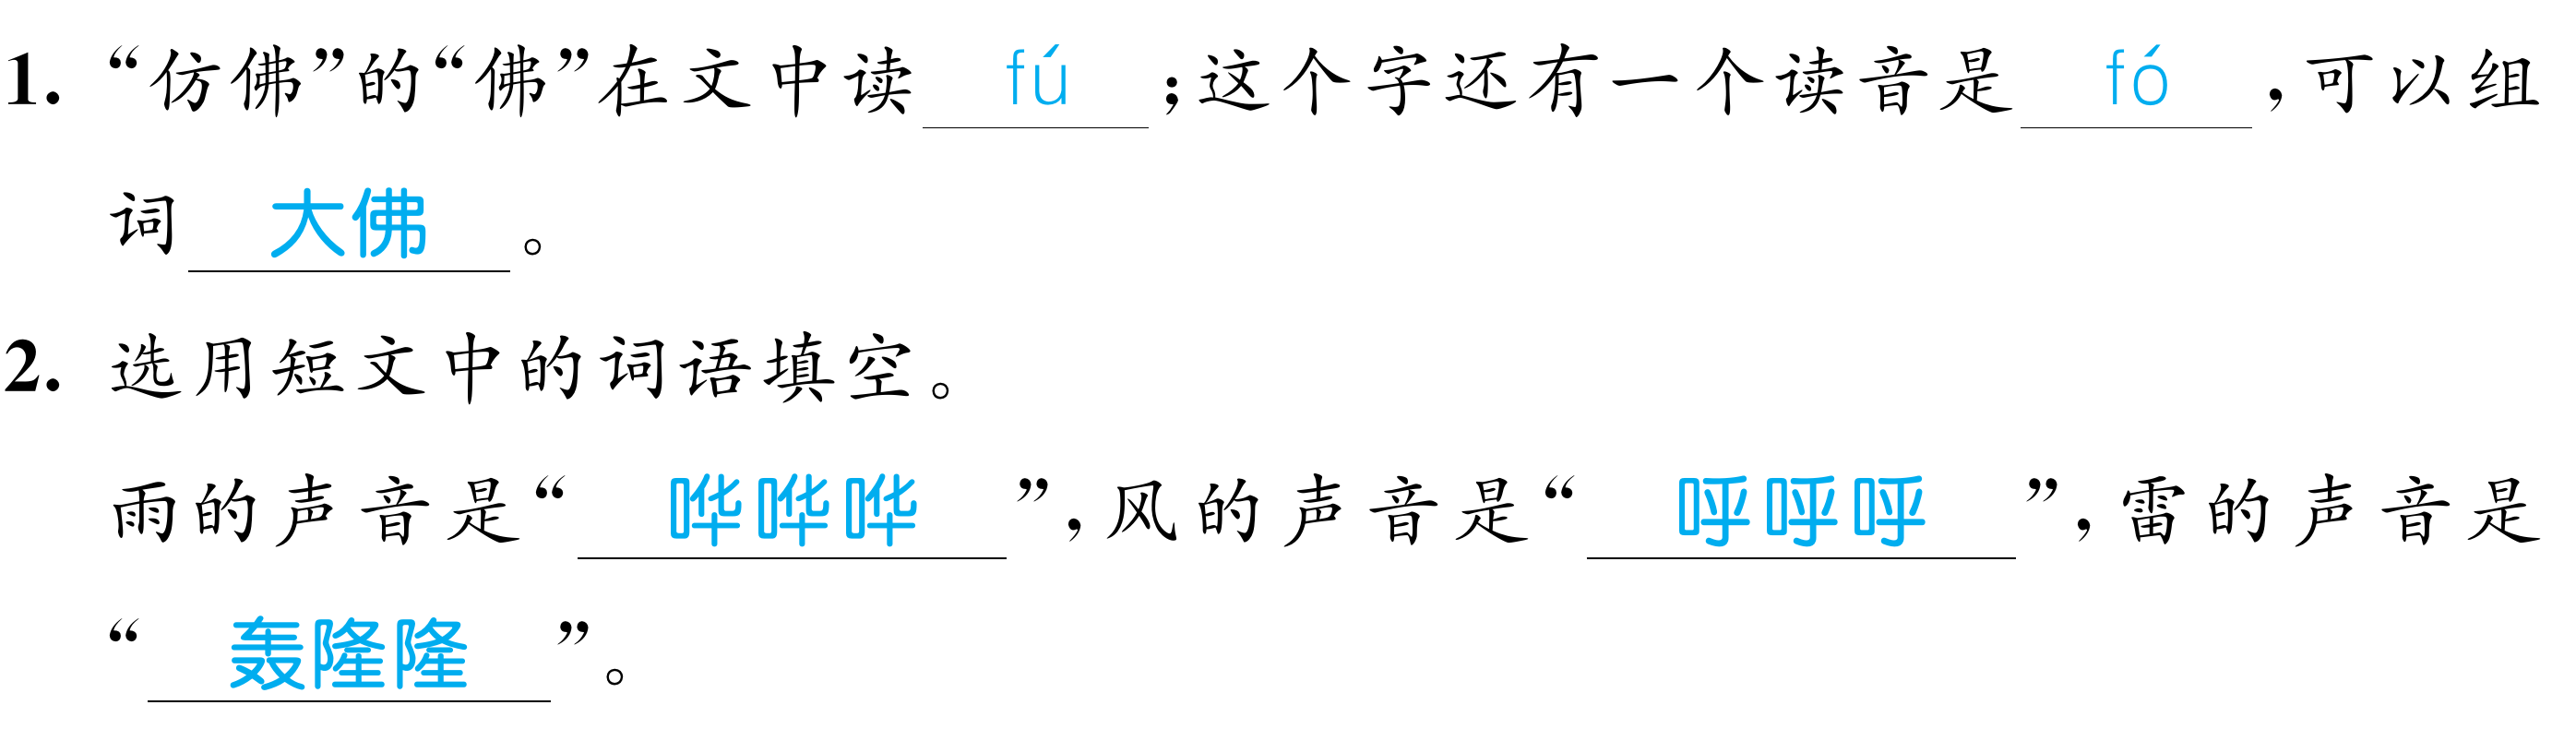 1. “仿佛”的“佛”在文中读 fú ；这个字还有一个读音是 fó ，可以组
词 大佛 。
2. 选用短文中的词语填空。
雨的声音是“ 哗哗哗 ”，风的声音是“ 呼呼呼 ”，雷的声音是
“ 轰隆隆 ”。